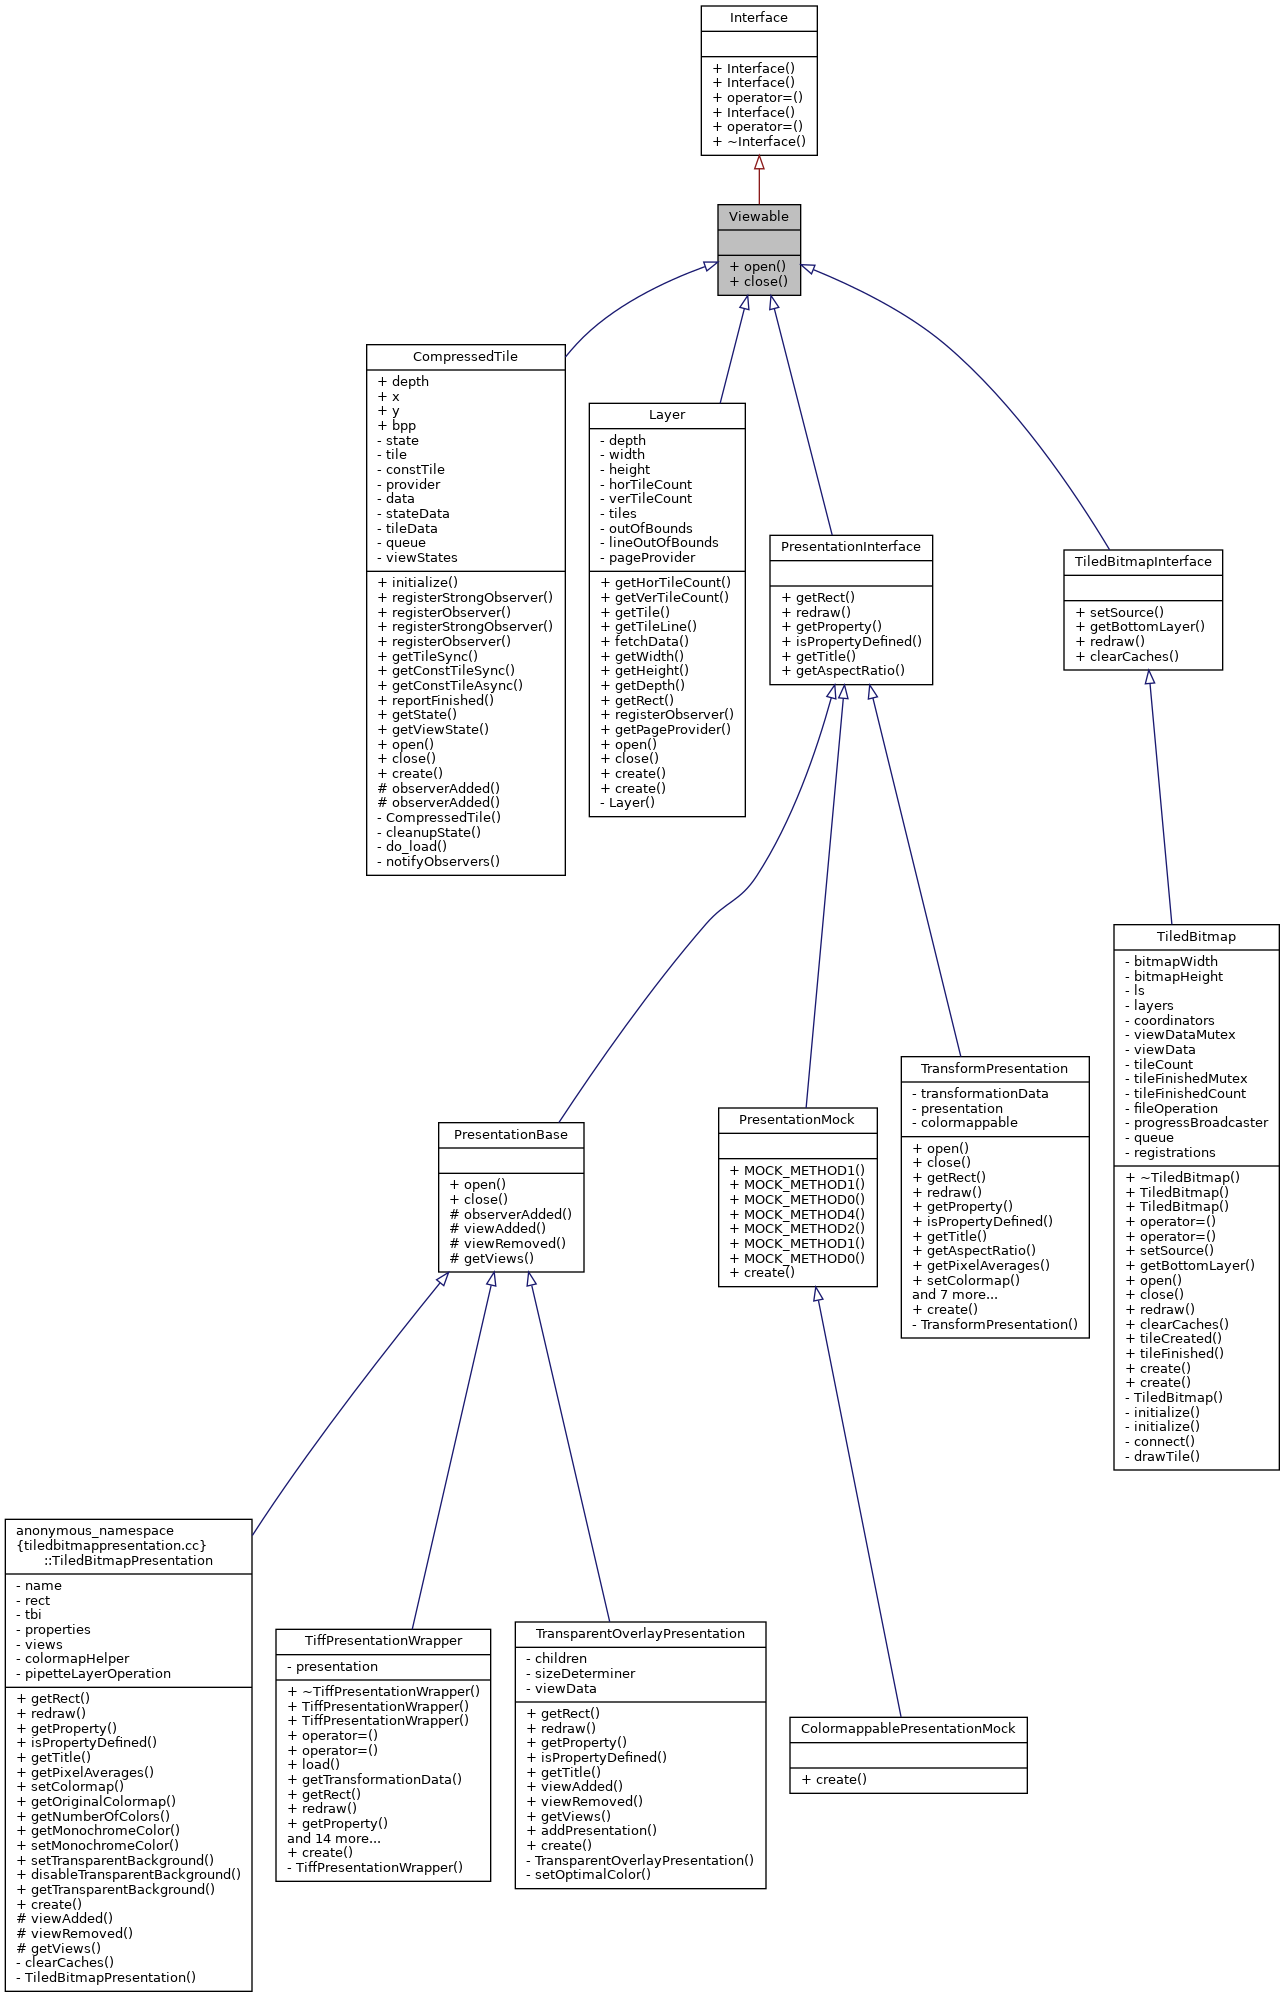 Interface
+ Interface()
+ Interface()
+ operator=()
+ Interface()
+ operator=()
+ ~Interface()
Viewable
+ open()
+ close()
CompressedTile
+ depth
+ x
+ y
+ bpp
- state
- tile
- constTile
- provider
- data
- stateData
- tileData
- queue
- viewStates
+ initialize()
+ registerStrongObserver()
+ registerObserver()
+ registerStrongObserver()
+ registerObserver()
+ getTileSync()
+ getConstTileSync()
+ getConstTileAsync()
+ reportFinished()
+ getState()
+ getViewState()
+ open()
+ close()
+ create()
# observerAdded()
# observerAdded()
- CompressedTile()
- cleanupState()
- do_load()
- notifyObservers()
Layer
- depth
- width
- height
- horTileCount
- verTileCount
- tiles
- outOfBounds
- lineOutOfBounds
- pageProvider
+ getHorTileCount()
+ getVerTileCount()
+ getTile()
+ getTileLine()
+ fetchData()
+ getWidth()
+ getHeight()
+ getDepth()
+ getRect()
+ registerObserver()
+ getPageProvider()
+ open()
+ close()
+ create()
+ create()
- Layer()
PresentationInterface
+ getRect()
+ redraw()
+ getProperty()
+ isPropertyDefined()
+ getTitle()
+ getAspectRatio()
TiledBitmapInterface
+ setSource()
+ getBottomLayer()
+ redraw()
+ clearCaches()
TiledBitmap
- bitmapWidth
- bitmapHeight
- ls
- layers
- coordinators
- viewDataMutex
- viewData
- tileCount
- tileFinishedMutex
- tileFinishedCount
- fileOperation
- progressBroadcaster
- queue
- registrations
+ ~TiledBitmap()
+ TiledBitmap()
+ TiledBitmap()
+ operator=()
+ operator=()
+ setSource()
+ getBottomLayer()
+ open()
+ close()
+ redraw()
+ clearCaches()
+ tileCreated()
+ tileFinished()
+ create()
+ create()
- TiledBitmap()
- initialize()
- initialize()
- connect()
- drawTile()
PresentationBase
+ open()
+ close()
# observerAdded()
# viewAdded()
# viewRemoved()
# getViews()
PresentationMock
+ MOCK_METHOD1()
+ MOCK_METHOD1()
+ MOCK_METHOD0()
+ MOCK_METHOD4()
+ MOCK_METHOD2()
+ MOCK_METHOD1()
+ MOCK_METHOD0()
+ create()
TransformPresentation
- transformationData
- presentation
- colormappable
+ open()
+ close()
+ getRect()
+ redraw()
+ getProperty()
+ isPropertyDefined()
+ getTitle()
+ getAspectRatio()
+ getPixelAverages()
+ setColormap()
and 7 more...
+ create()
- TransformPresentation()
anonymous_namespace
{tiledbitmappresentation.cc}
::TiledBitmapPresentation
- name
- rect
- tbi
- properties
- views
- colormapHelper
- pipetteLayerOperation
+ getRect()
+ redraw()
+ getProperty()
+ isPropertyDefined()
+ getTitle()
+ getPixelAverages()
+ setColormap()
+ getOriginalColormap()
+ getNumberOfColors()
+ getMonochromeColor()
+ setMonochromeColor()
+ setTransparentBackground()
+ disableTransparentBackground()
+ getTransparentBackground()
+ create()
# viewAdded()
# viewRemoved()
# getViews()
- clearCaches()
- TiledBitmapPresentation()
TiffPresentationWrapper
- presentation
+ ~TiffPresentationWrapper()
+ TiffPresentationWrapper()
+ TiffPresentationWrapper()
+ operator=()
+ operator=()
+ load()
+ getTransformationData()
+ getRect()
+ redraw()
+ getProperty()
and 14 more...
+ create()
- TiffPresentationWrapper()
TransparentOverlayPresentation
- children
- sizeDeterminer
- viewData
+ getRect()
+ redraw()
+ getProperty()
+ isPropertyDefined()
+ getTitle()
+ viewAdded()
+ viewRemoved()
+ getViews()
+ addPresentation()
+ create()
- TransparentOverlayPresentation()
- setOptimalColor()
ColormappablePresentationMock
+ create()